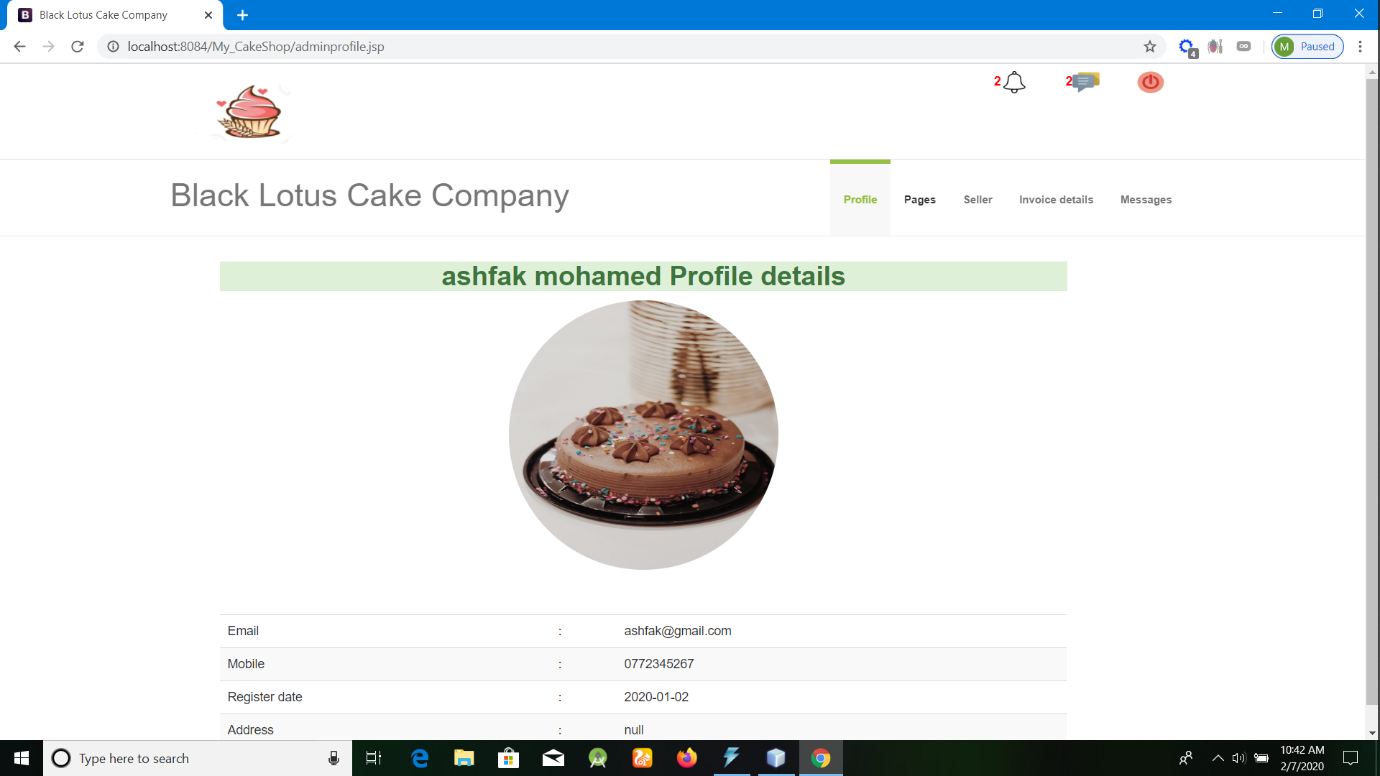 Black Lotus Cake Company
localhost:8084/My_CakeShop/adminprofile.jsp
4
M Paused
2 2
Black Lotus Cake Company
Profile Pages Seller Invoice details Messages
ashfak mohamed Profile details
Email : ashfak@gmail.com
Mobile : 0772345267
Register date : 2020-01-02
Address : null
Type here to search
10:42 AM
2/7/2020